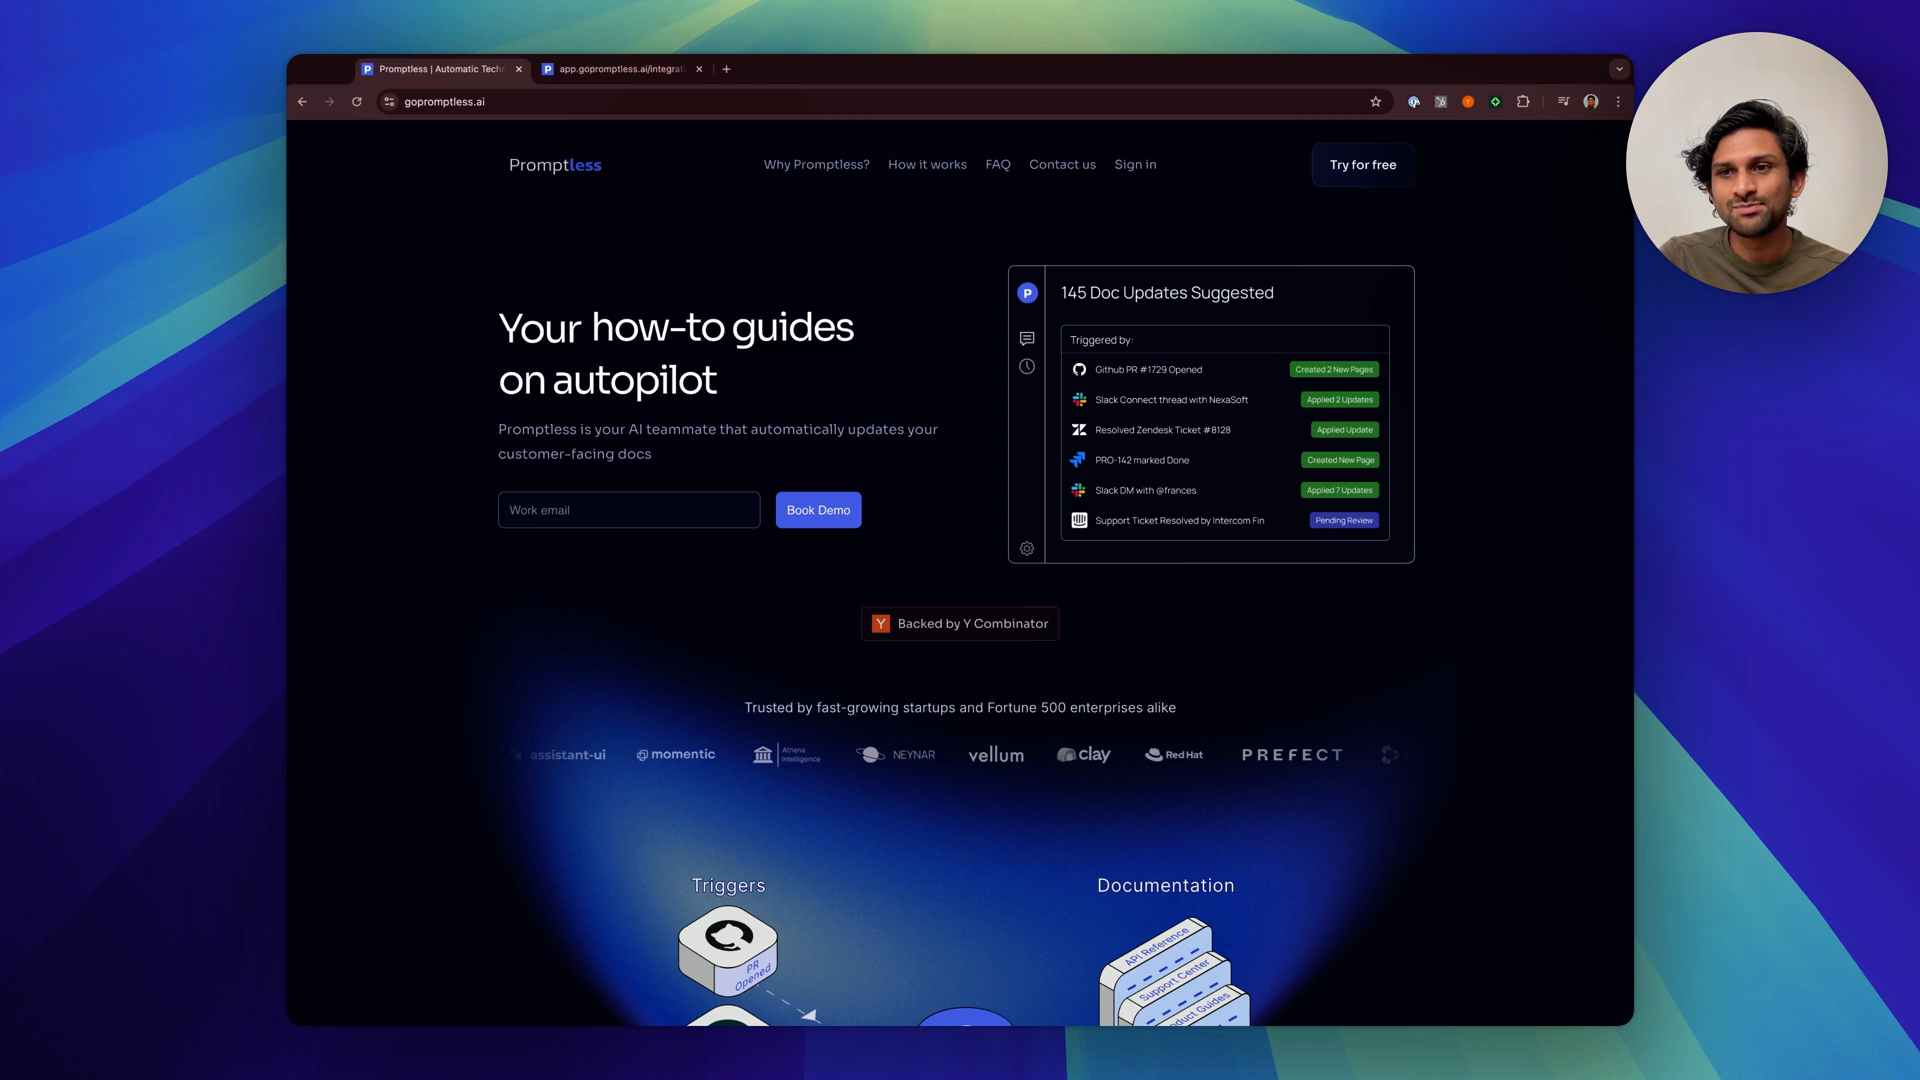 Promptless | Automatic Tech
app.gopromptless.ai/integrat
gopromptless.ai
Promptless
Why Promptless?
How it works
FAQ
Contact us
Sign in
Try for free
Your how-to guides
on autopilot
Promptless is your AI teammate that automatically updates your
customer-facing docs
Work email
Book Demo
P
145 Doc Updates Suggested
Triggered by:
Github PR #1729 Opened
Created 2 New Pages
Slack Connect thread with NexaSoft
Applied 2 Updates
Resolved Zendesk Ticket #8128
Applied Update
PRO-142 marked Done
Created New Page
Slack DM with @frances
Applied 7 Updates
Support Ticket Resolved by Intercom Fin
Pending Review
Y Backed by Y Combinator
Trusted by fast-growing startups and Fortune 500 enterprises alike
assistant-ui
momentic
Athena
Intelligence
NEYNAR
vellum
clay
Red Hat
PREFECT
Triggers
Documentation
PR
Opened
API Reference
Support Center
duct Guides